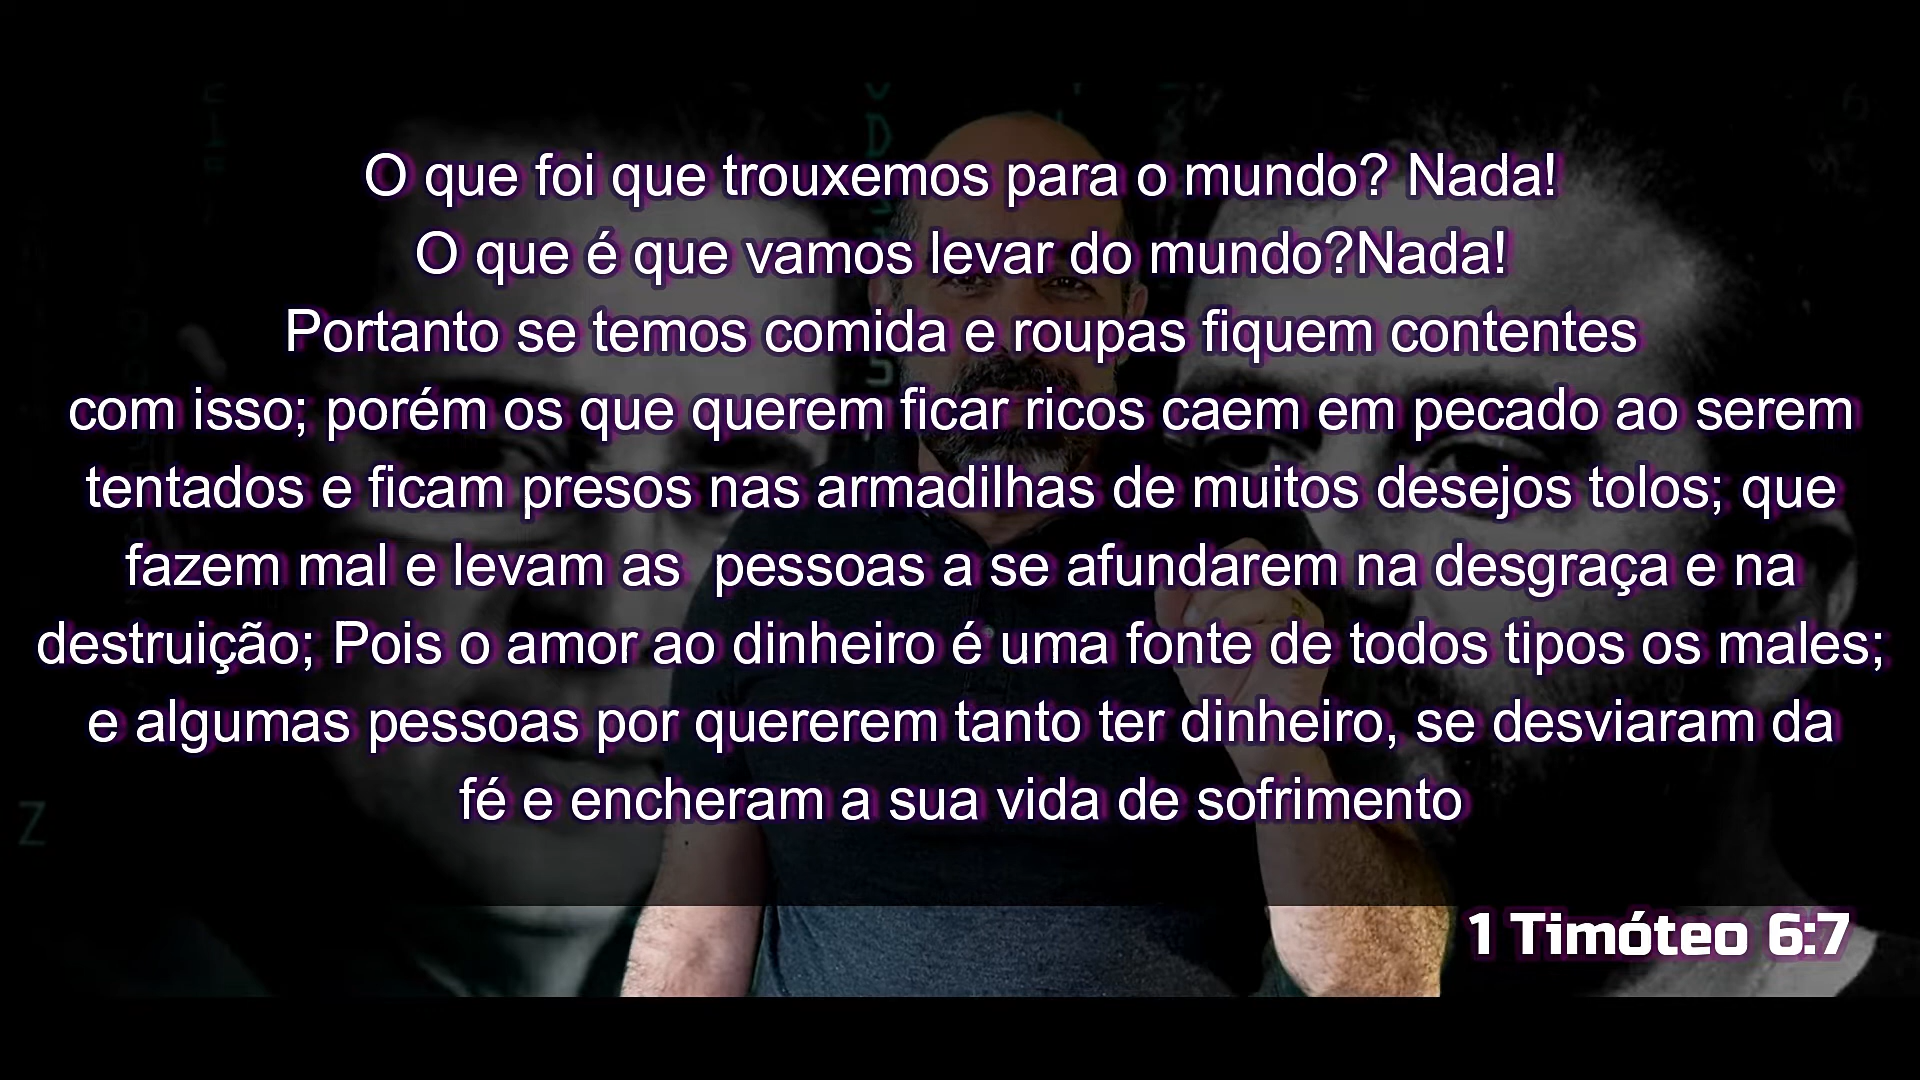 O que foi que trouxemos para o mundo? Nada!
O que é que vamos levar do mundo?Nada!
Portanto se temos comida e roupas fiquem contentes
com isso; porém os que querem ficar ricos caem em pecado ao serem
tentados e ficam presos nas armadilhas de muitos desejos tolos; que
fazem mal e levam as  pessoas a se afundarem na desgraça e na
destruição; Pois o amor ao dinheiro é uma fonte de todos tipos os males;
e algumas pessoas por quererem tanto ter dinheiro, se desviaram da
fé e encheram a sua vida de sofrimento
Z
1 Timóteo 6:7